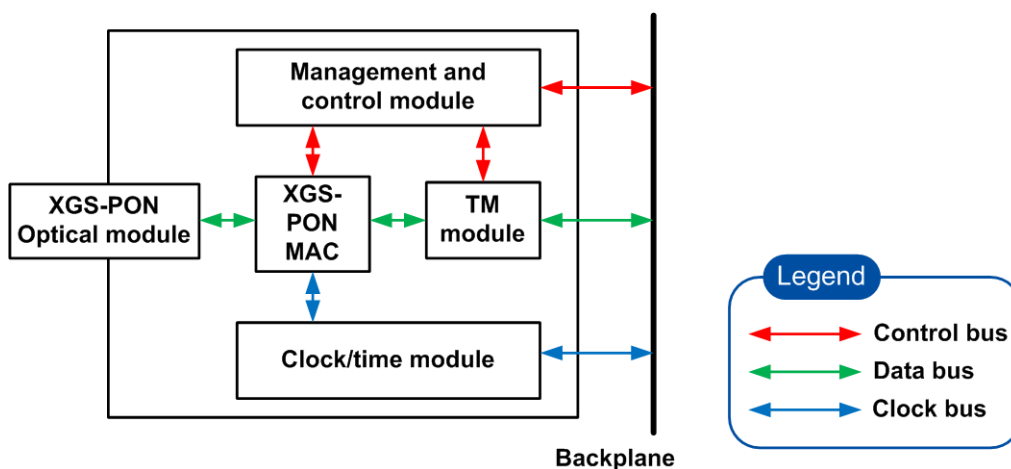 Management and
control module
XGS-PON
Optical module
XGS-
PON
MAC
TM
module
Clock/time module
Backplane
Legend
Control bus
Data bus
Clock bus